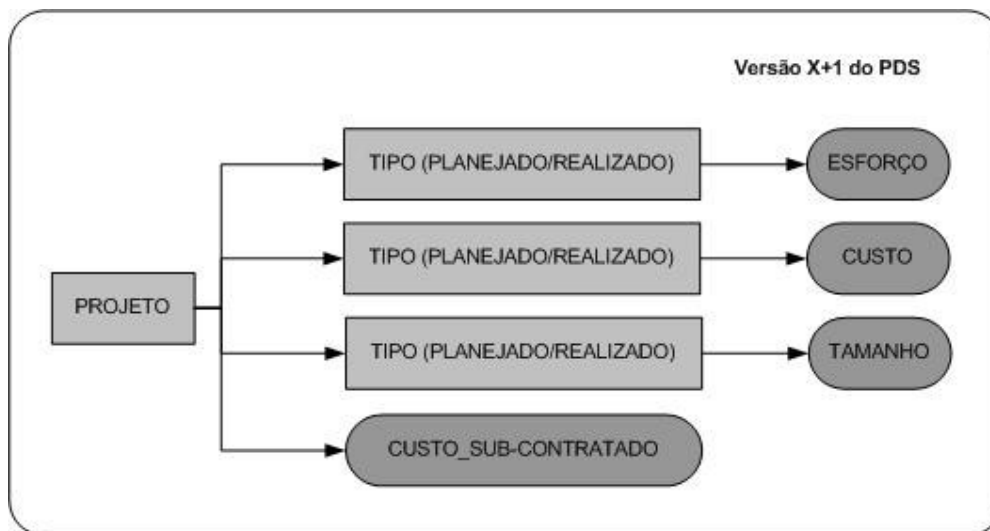 Versão X+1 do PDS
TIPO (PLANEJADO/REALIZADO)
ESFORÇO
TIPO (PLANEJADO/REALIZADO)
CUSTO
PROJETO
TIPO (PLANEJADO/REALIZADO)
TAMANHO
CUSTO_SUB-CONTRATADO